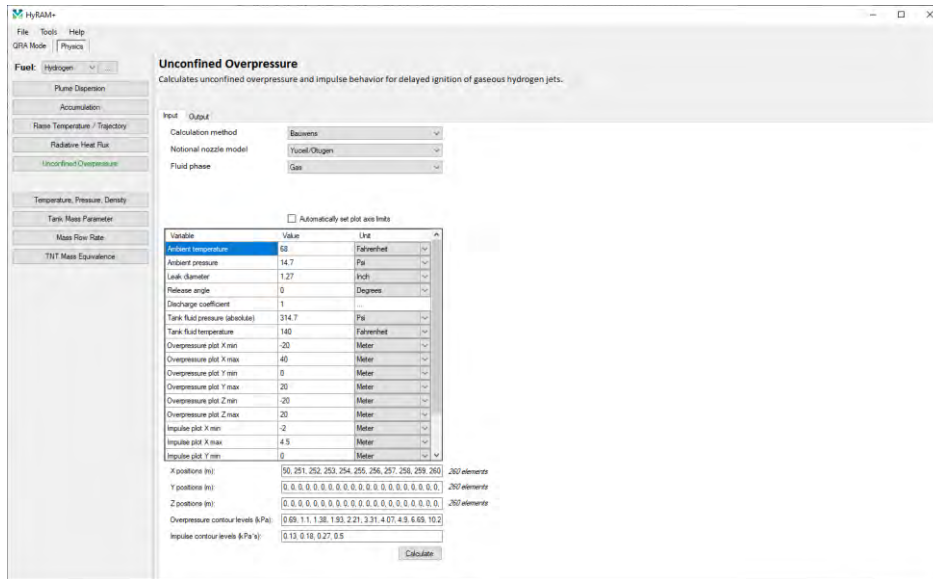 HyRAM+
File Tools Help
QRA Mode Physics
Fuel: Hydrogen ...
Plume Dispersion
Accumulation
Flame Temperature / Trajectory
Radiative Heat Flux
Unconfined Overpressure
Temperature, Pressure, Density
Tank Mass Parameter
Mass Flow Rate
TNT Mass Equivalence
Unconfined Overpressure
Calculates unconfined overpressure and impulse behavior for delayed ignition of gaseous hydrogen jets.
Input Output
Calculation method Bauwens
Notional nozzle model Yuceil/Otugen
Fluid phase Gas
Automatically set plot axis limits
Variable Value Unit
Ambient temperature 68 Fahrenheit
Ambient pressure 14.7 Psi
Leak diameter 1.27 Inch
Release angle 0 Degrees
Discharge coefficient 1 ...
Tank fluid pressure (absolute) 314.7 Psi
Tank fluid temperature 140 Fahrenheit
Overpressure plot X min -20 Meter
Overpressure plot X max 40 Meter
Overpressure plot Y min 0 Meter
Overpressure plot Y max 20 Meter
Overpressure plot Z min -20 Meter
Overpressure plot Z max 20 Meter
Impulse plot X min -2 Meter
Impulse plot X max 4.5 Meter
Impulse plot Y min 0 Meter
X positions (m): 50, 251, 252, 253, 254, 255, 256, 257, 258, 259, 260 260 elements
Y positions (m): 0, 0, 0, 0, 0, 0, 0, 0, 0, 0, 0, 0, 0, 0, 0, 0, 0, 0, 0, 0, 0, 260 elements
Z positions (m): 0, 0, 0, 0, 0, 0, 0, 0, 0, 0, 0, 0, 0, 0, 0, 0, 0, 0, 0, 0, 0, 260 elements
Overpressure contour levels (kPa): 0.69, 1.1, 1.38, 1.93, 2.21, 3.31, 4.07, 4.9, 6.69, 10.2
Impulse contour levels (kPa*s): 0.13, 0.18, 0.27, 0.5
Calculate